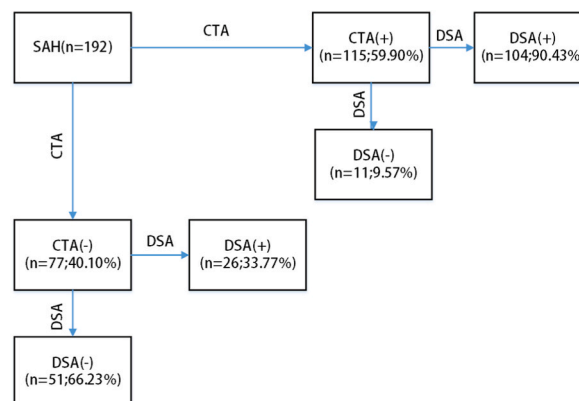 SAH(n=192)
CTA
CTA(+)
(n=115;59.90%)
DSA
DSA(+)
(n=104;90.43%)
DSA
DSA(-)
(n=11;9.57%)
CTA
CTA(-)
(n=77;40.10%)
DSA
DSA(+)
(n=26;33.77%)
DSA
DSA(-)
(n=51;66.23%)